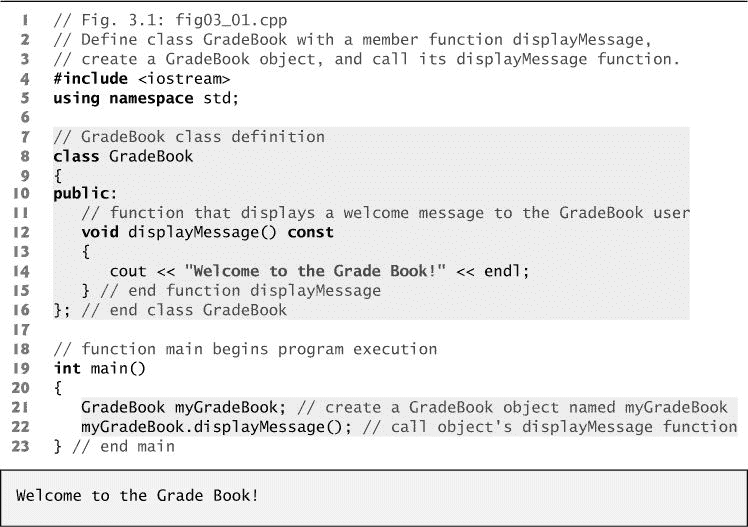 1 // Fig. 3.1: fig03_01.cpp
2 // Define class GradeBook with a member function displayMessage,
3 // create a GradeBook object, and call its displayMessage function.
4 #include <iostream>
5 using namespace std;
6
7 // GradeBook class definition
8 class GradeBook
9 {
10 public:
11    // function that displays a welcome message to the GradeBook user
12    void displayMessage() const
13    {
14       cout << "Welcome to the Grade Book!" << endl;
15    } // end function displayMessage
16 }; // end class GradeBook
17
18 // function main begins program execution
19 int main()
20 {
21    GradeBook myGradeBook; // create a GradeBook object named myGradeBook
22    myGradeBook.displayMessage(); // call object's displayMessage function
23 } // end main
Welcome to the Grade Book!